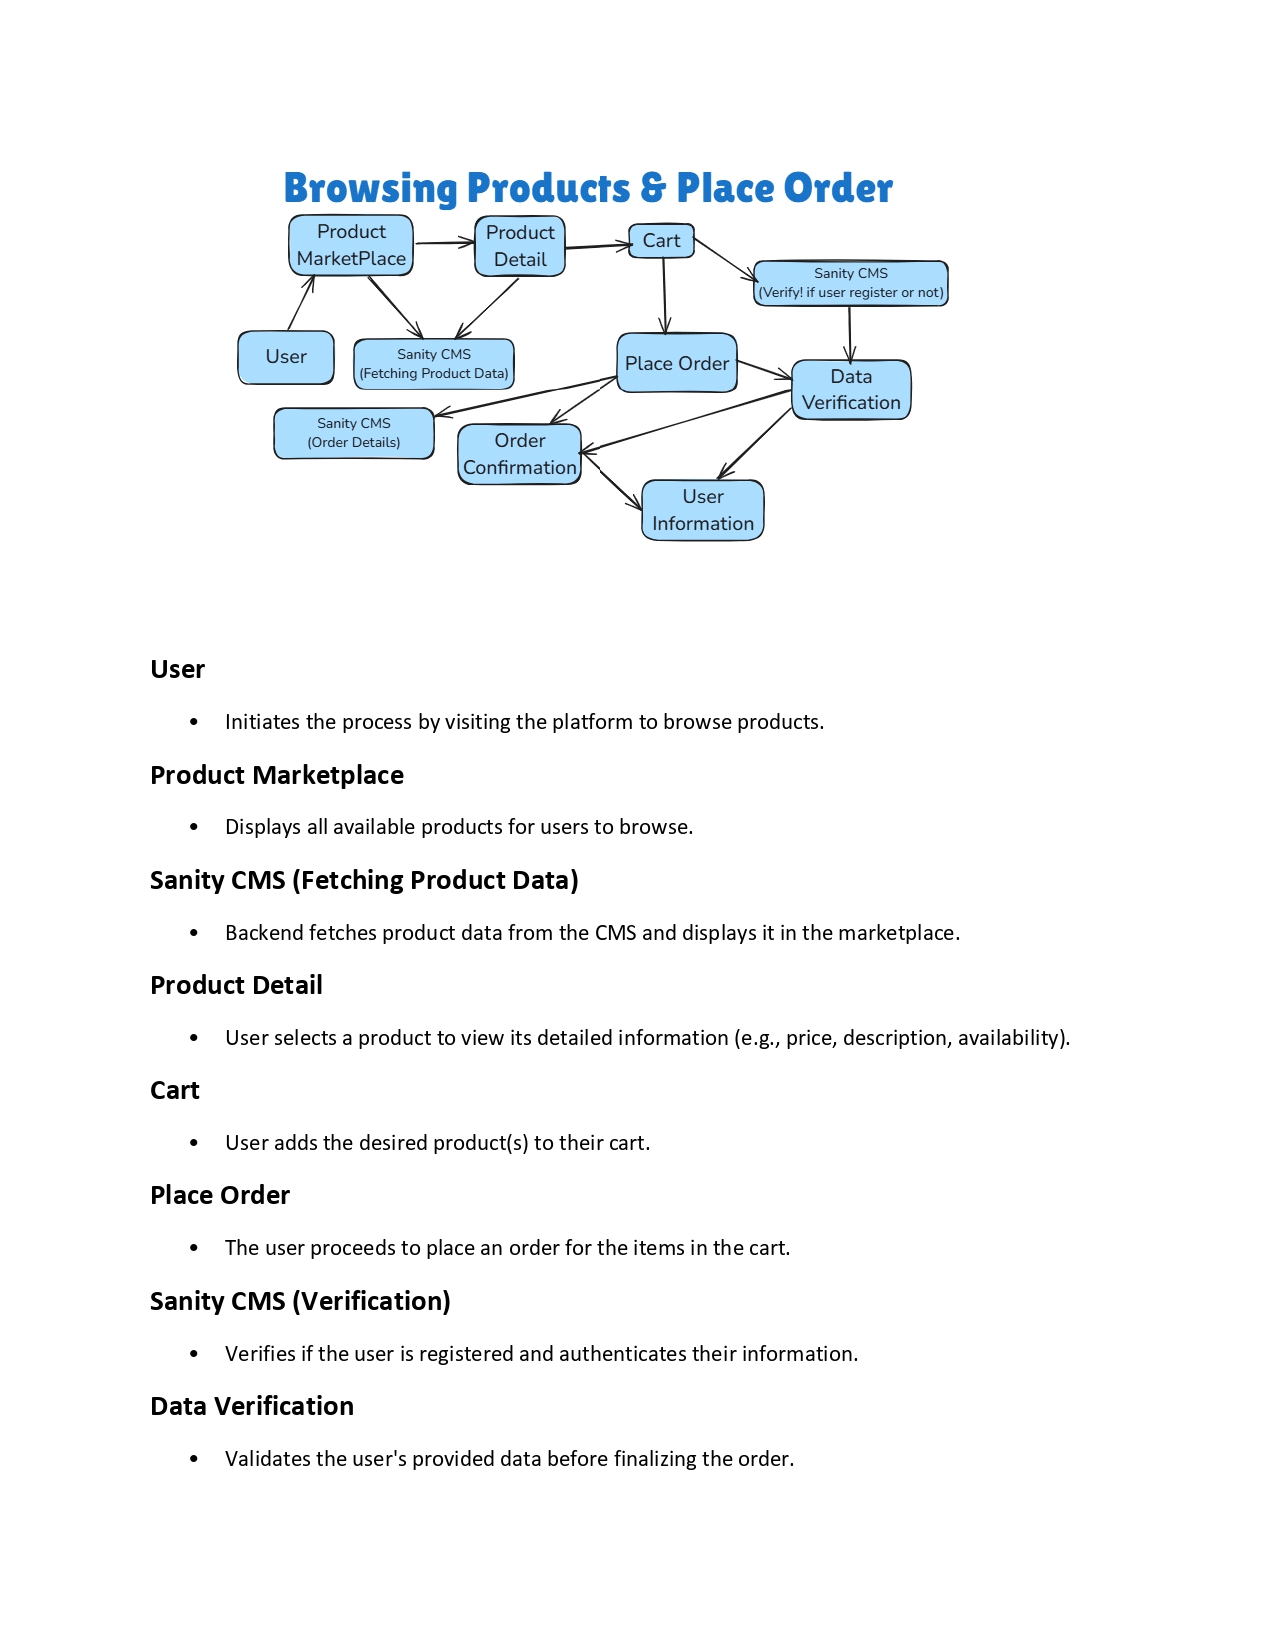 Browsing Products & Place Order
Product
MarketPlace
Product
Detail
Cart
Sanity CMS
(Verify! if user register or not)
User
Sanity CMS
(Fetching Product Data)
Place Order
Data
Verification
Sanity CMS
(Order Details)
Order
Confirmation
User
Information
User
• Initiates the process by visiting the platform to browse products.
Product Marketplace
• Displays all available products for users to browse.
Sanity CMS (Fetching Product Data)
• Backend fetches product data from the CMS and displays it in the marketplace.
Product Detail
• User selects a product to view its detailed information (e.g., price, description, availability).
Cart
• User adds the desired product(s) to their cart.
Place Order
• The user proceeds to place an order for the items in the cart.
Sanity CMS (Verification)
• Verifies if the user is registered and authenticates their information.
Data Verification
• Validates the user's provided data before finalizing the order.